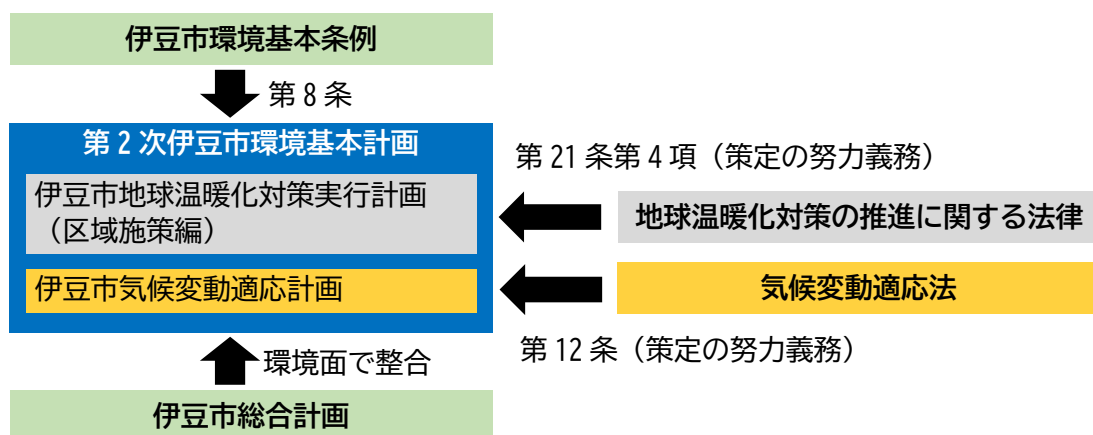 伊豆市環境基本条例
第8条
第2次伊豆市環境基本計画
伊豆市地球温暖化対策実行計画
（区域施策編）
伊豆市気候変動適応計画
第21条第4項（策定の努力義務）
地球温暖化対策の推進に関する法律
気候変動適応法
第12条（策定の努力義務）
環境面で整合
伊豆市総合計画